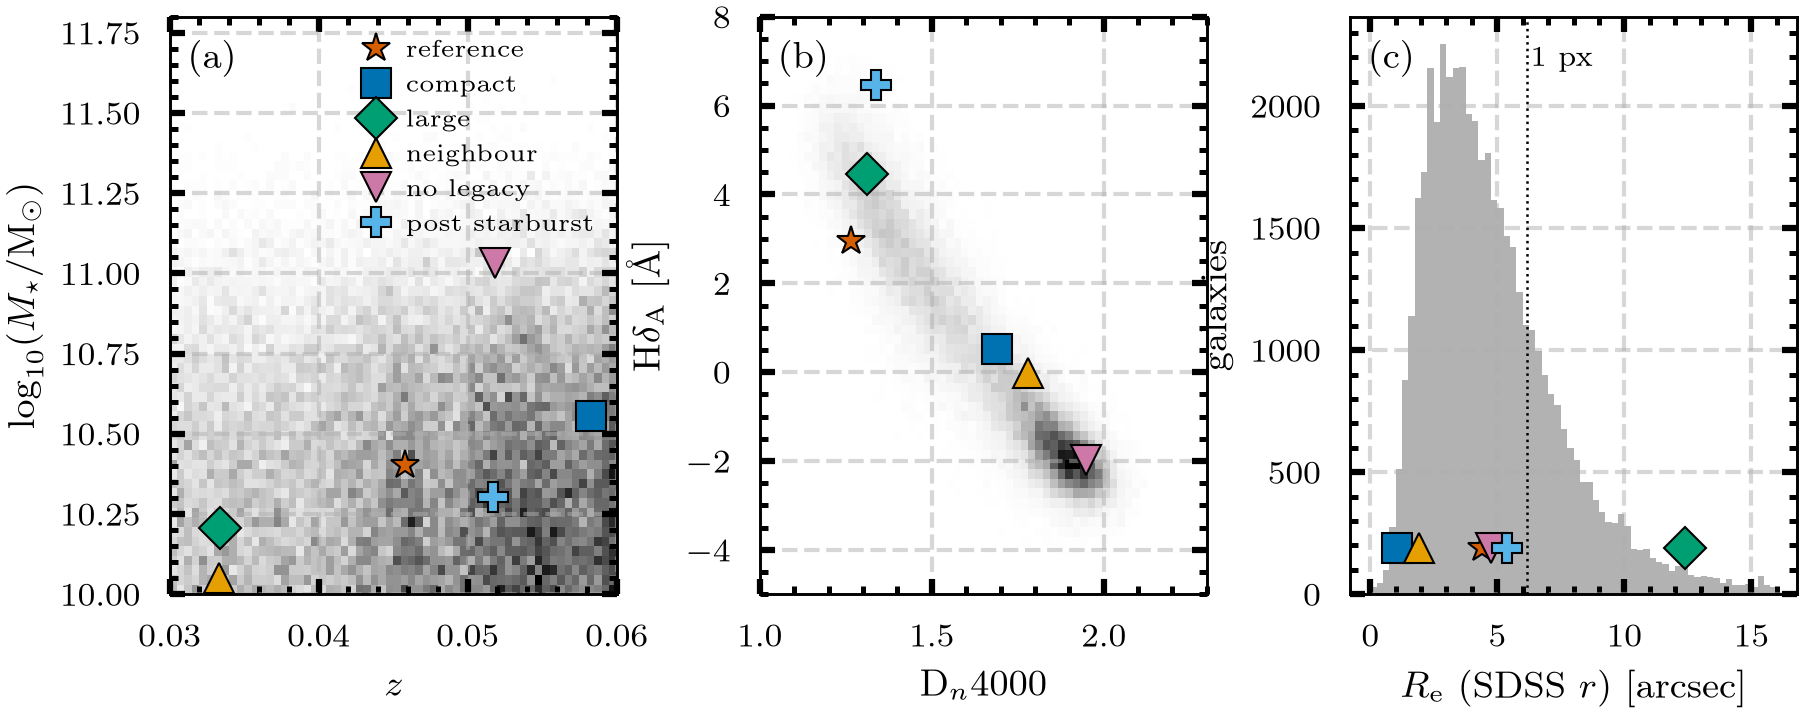 (a)
reference
compact
large
neighbour
no legacy
post starburst
11.75
11.50
11.25
11.00
10.75
10.50
10.25
10.00
0.03 0.04 0.05 0.06
z
log₁₀(M⋆/M⊙)
(b)
8
6
4
2
0
−2
−4
1.0 1.5 2.0
Dₙ4000
Hδ_A [Å]
(c)
1 px
2000
1500
1000
500
0
0 5 10 15
Rₑ (SDSS r) [arcsec]
galaxies